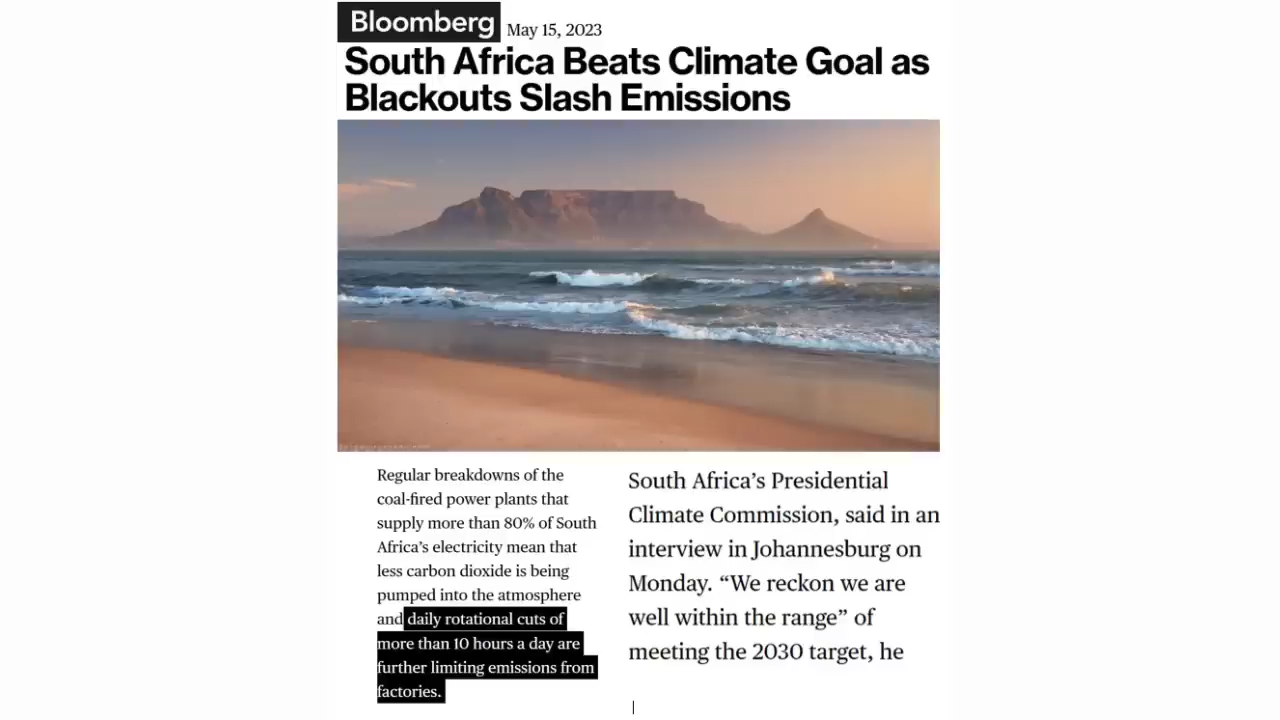 Bloomberg May 15, 2023
South Africa Beats Climate Goal as
Blackouts Slash Emissions
Regular breakdowns of the
coal-fired power plants that
supply more than 80% of South
Africa’s electricity mean that
less carbon dioxide is being
pumped into the atmosphere
and daily rotational cuts of
more than 10 hours a day are
further limiting emissions from
factories.
South Africa’s Presidential
Climate Commission, said in an
interview in Johannesburg on
Monday. “We reckon we are
well within the range” of
meeting the 2030 target, he